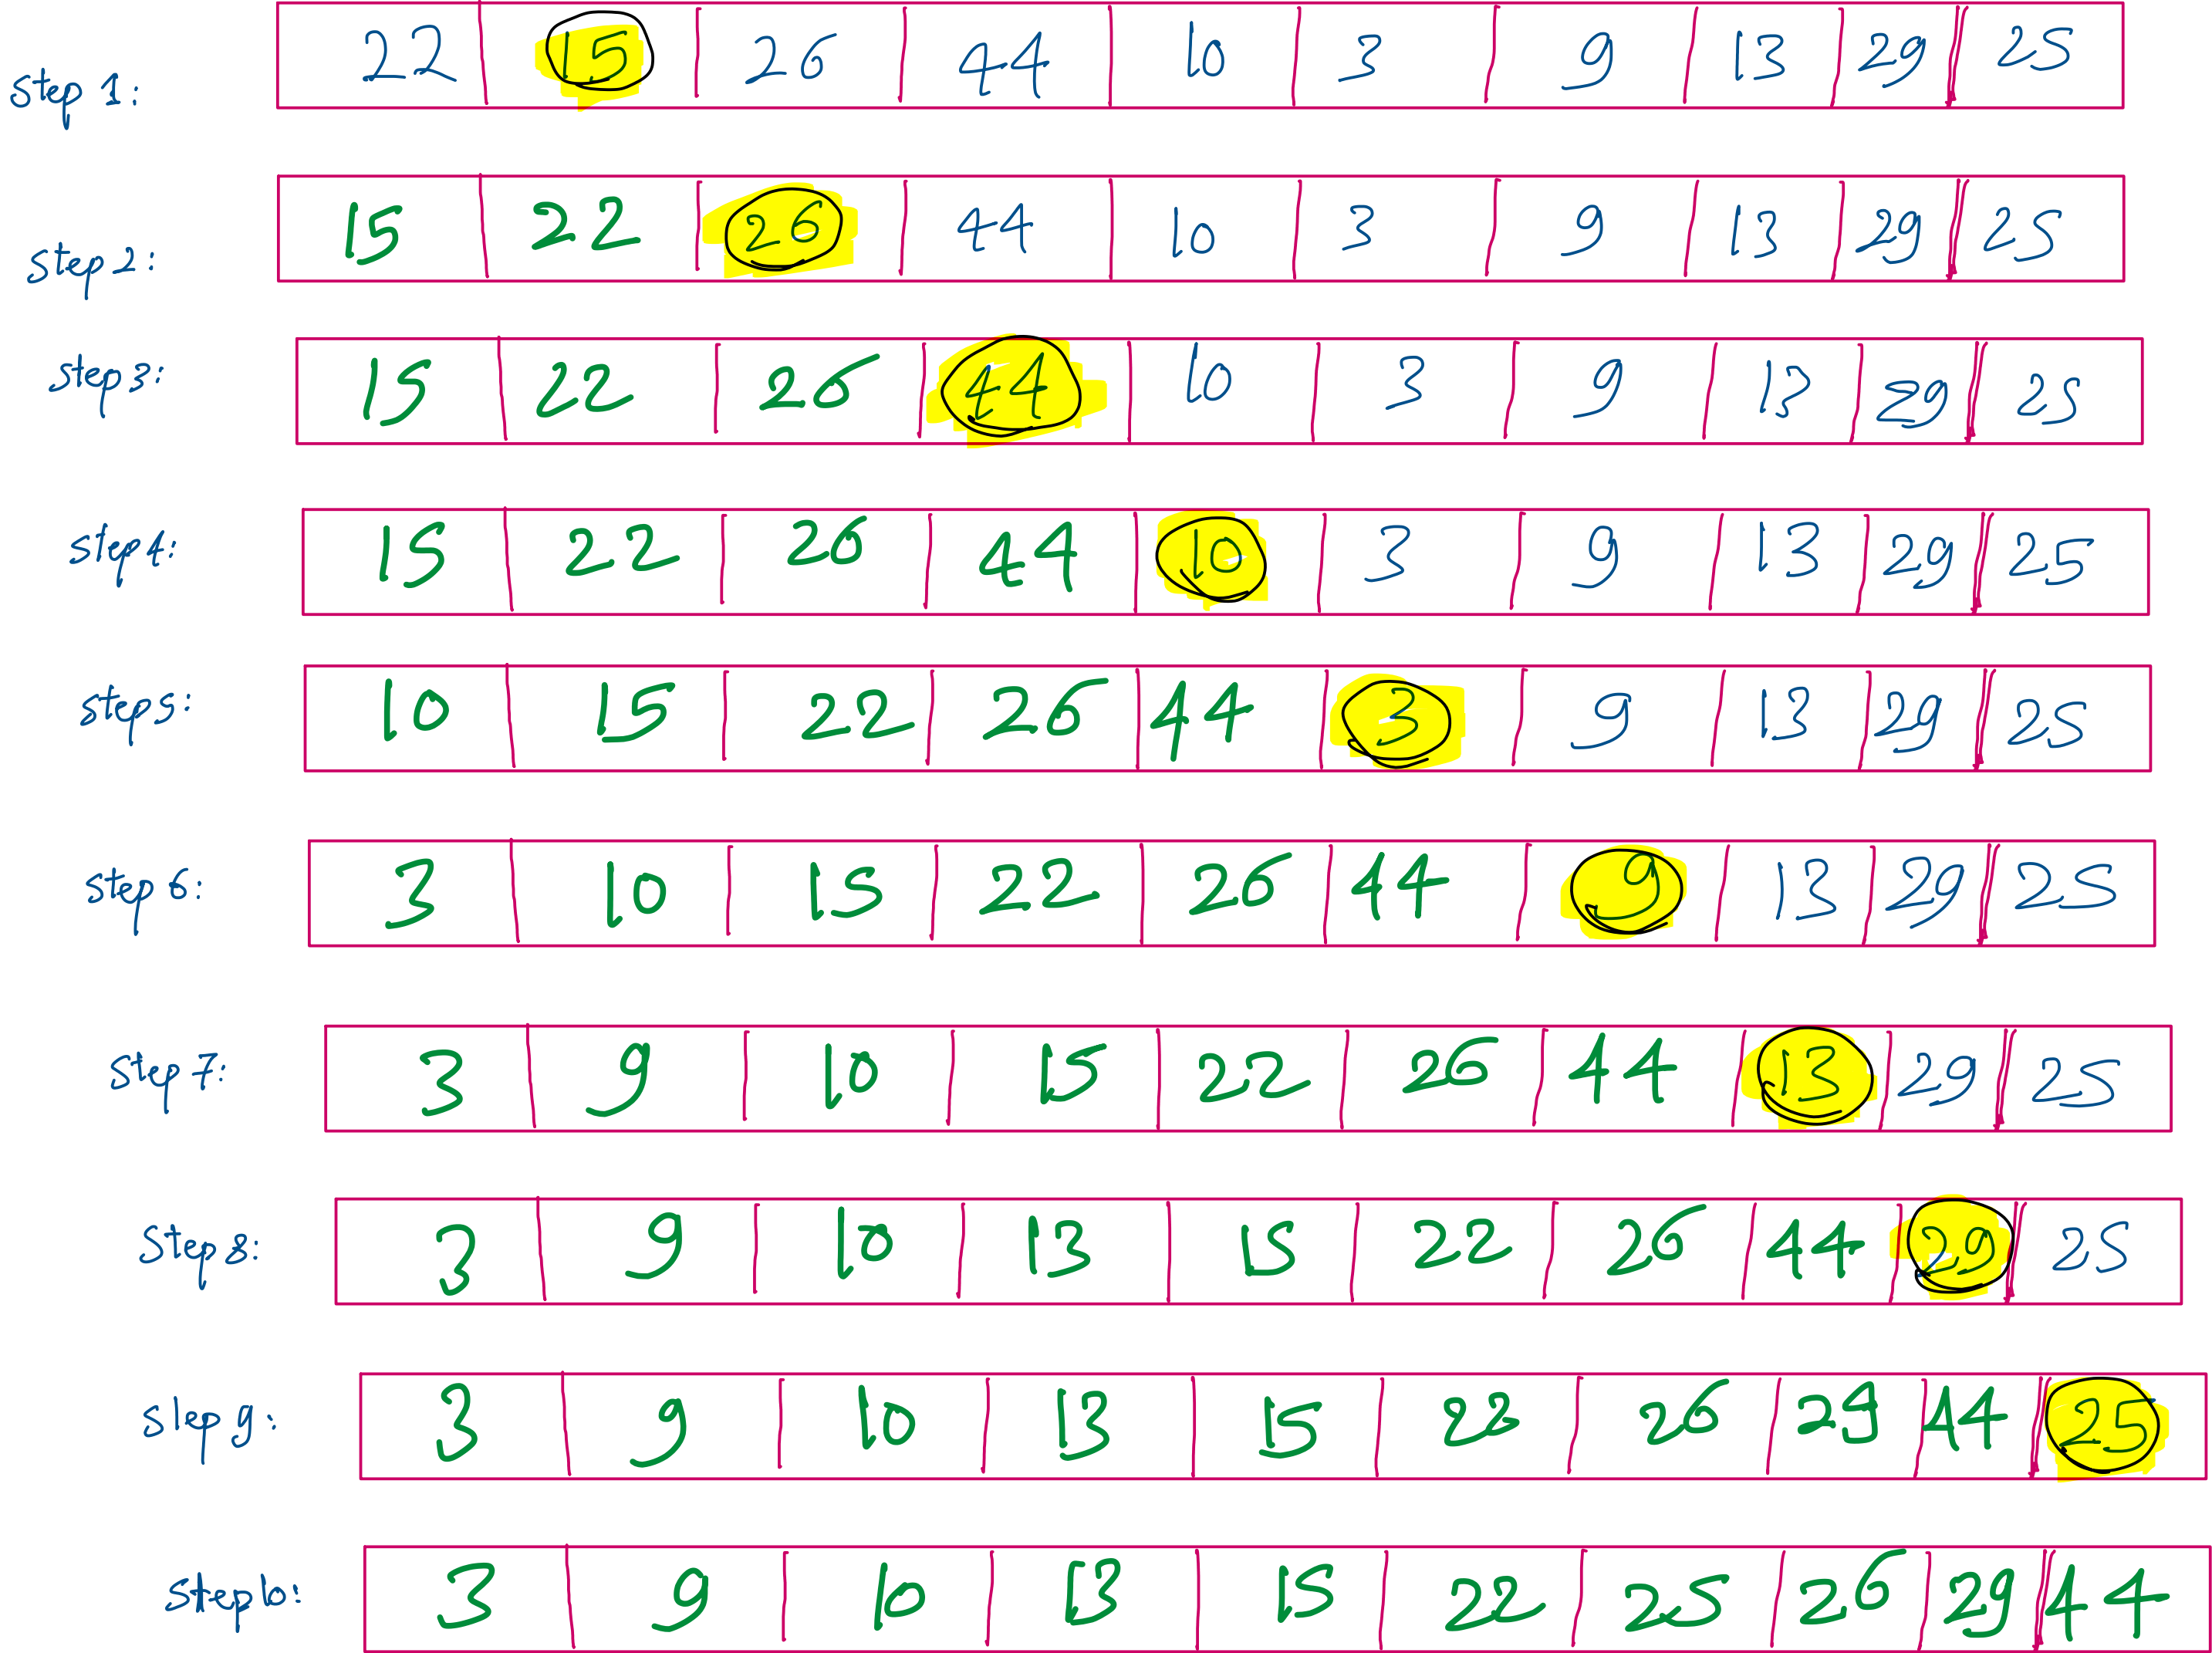 step 1: 22 15 26 44 10 3 9 13 29 25
step 2: 15 22 26 44 10 3 9 13 29 25
step 3: 15 22 26 44 10 3 9 13 29 25
step 4: 15 22 26 44 10 3 9 13 29 25
step 5: 10 15 22 26 44 3 9 13 29 25
step 6: 3 10 15 22 26 44 9 13 29 25
step 7: 3 9 10 15 22 26 44 13 29 25
Step 8: 3 9 10 13 15 22 26 44 29 25
step 9: 3 9 10 13 15 22 26 29 44 25
step 10: 3 9 10 13 15 22 25 26 29 44